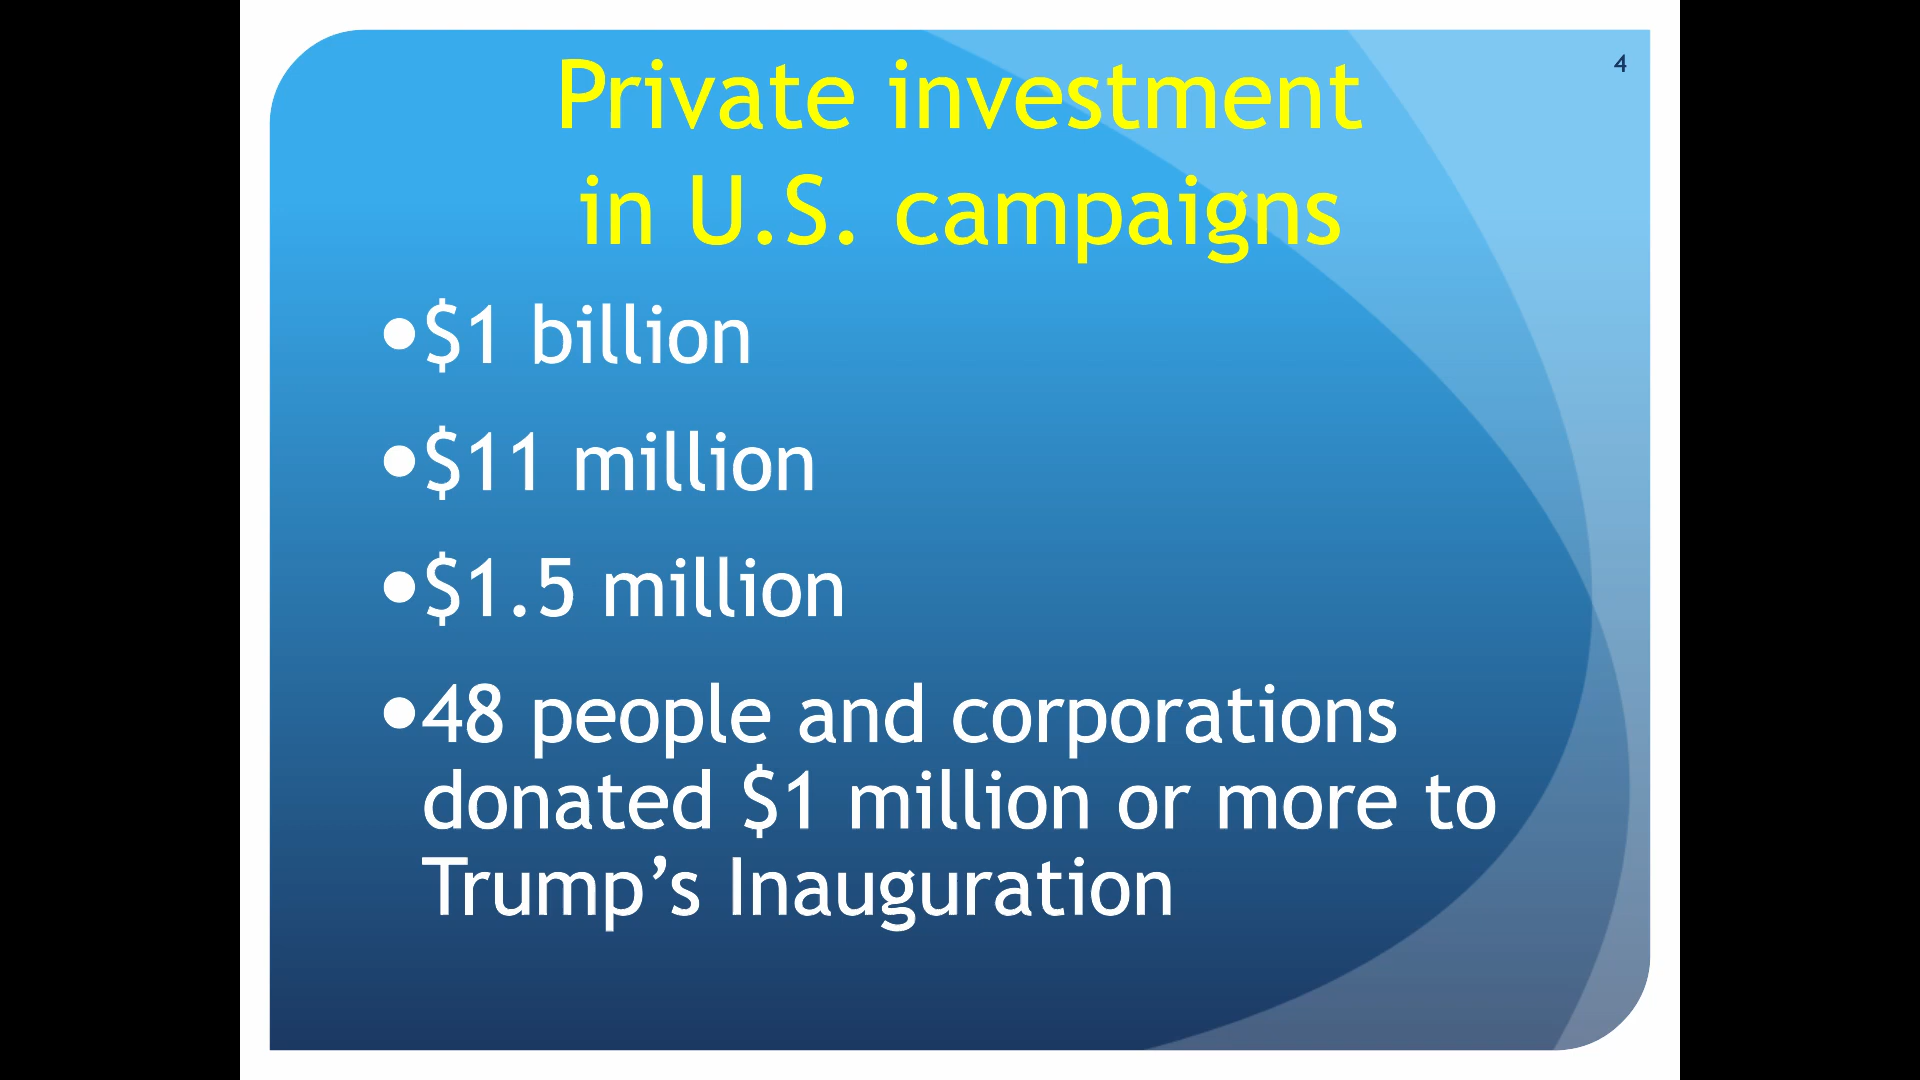 4
Private investment
in U.S. campaigns
•$1 billion
•$11 million
•$1.5 million
•48 people and corporations
donated $1 million or more to
Trump’s Inauguration